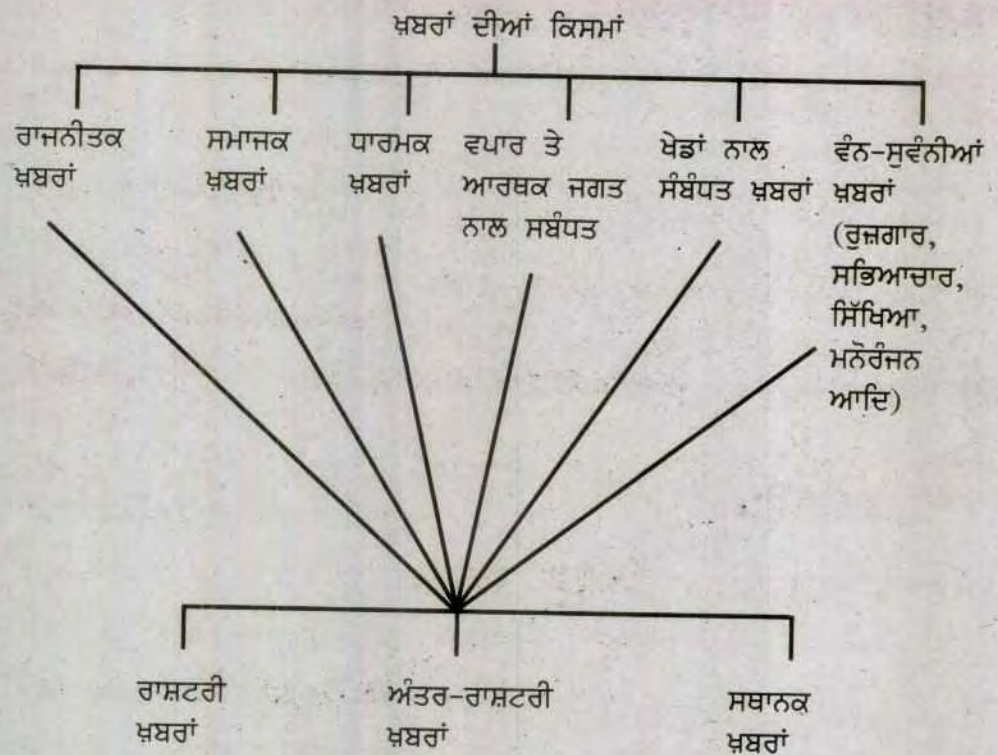 ਖ਼ਬਰਾਂ ਦੀਆਂ ਕਿਸਮਾਂ
ਰਾਜਨੀਤਕ
ਖ਼ਬਰਾਂ
ਸਮਾਜਕ
ਖ਼ਬਰਾਂ
ਧਾਰਮਕ
ਖ਼ਬਰਾਂ
ਵਪਾਰ ਤੇ
ਆਰਥਕ ਜਗਤ
ਨਾਲ ਸਬੰਧਤ
ਖੇਡਾਂ ਨਾਲ
ਸੰਬੰਧਤ ਖ਼ਬਰਾਂ
ਵੰਨ-ਸੁਵੰਨੀਆਂ
ਖ਼ਬਰਾਂ
(ਰੁਜ਼ਗਾਰ,
ਸਭਿਆਚਾਰ,
ਸਿੱਖਿਆ,
ਮਨੋਰੰਜਨ
ਆਦਿ)
ਰਾਸ਼ਟਰੀ
ਖ਼ਬਰਾਂ
ਅੰਤਰ-ਰਾਸ਼ਟਰੀ
ਖ਼ਬਰਾਂ
ਸਥਾਨਕ
ਖ਼ਬਰਾਂ